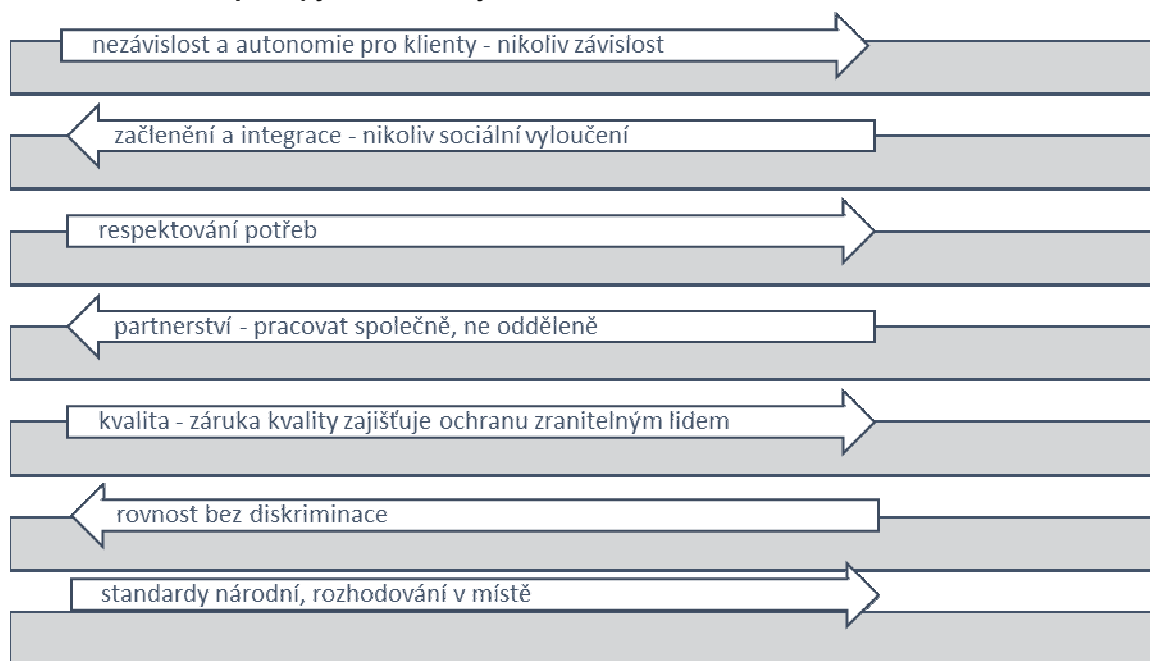 nezávislost a autonomie pro klienty - nikoliv závislost
začlenění a integrace - nikoliv sociální vyloučení
respektování potřeb
partnerství - pracovat společně, ne odděleně
kvalita - záruka kvality zajišťuje ochranu zranitelným lidem
rovnost bez diskriminace
standardy národní, rozhodování v místě